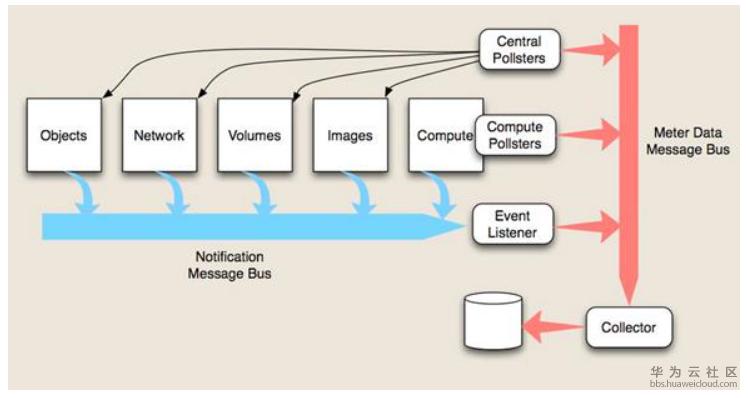 Central
Pollsters
Objects
Network
Volumes
Images
Compute
Compute
Pollsters
Meter Data
Message Bus
Event
Listener
Notification
Message Bus
Collector
华为云社区
bbs.huaweicloud.com